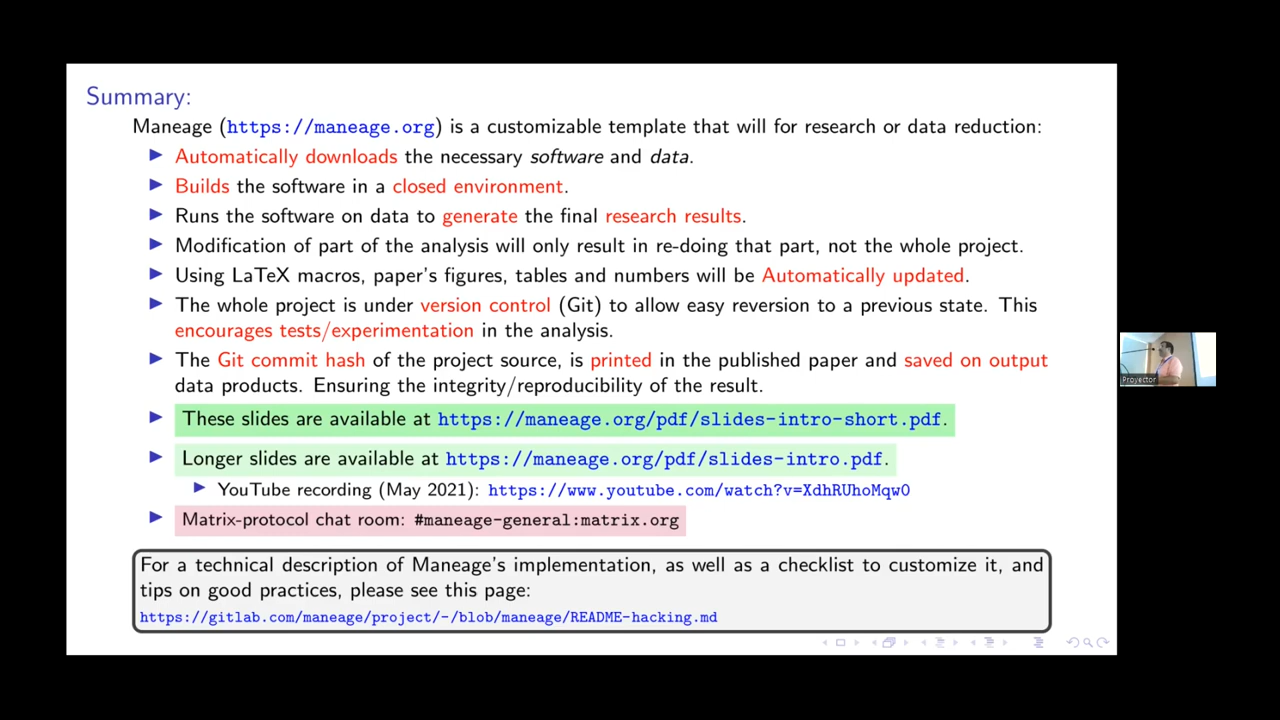 Summary:
Maneage (https://maneage.org) is a customizable template that will for research or data reduction:
▶ Automatically downloads the necessary software and data.
▶ Builds the software in a closed environment.
▶ Runs the software on data to generate the final research results.
▶ Modification of part of the analysis will only result in re-doing that part, not the whole project.
▶ Using LaTeX macros, paper's figures, tables and numbers will be Automatically updated.
▶ The whole project is under version control (Git) to allow easy reversion to a previous state. This
encourages tests/experimentation in the analysis.
▶ The Git commit hash of the project source, is printed in the published paper and saved on output
data products. Ensuring the integrity/reproducibility of the result.
▶ These slides are available at https://maneage.org/pdf/slides-intro-short.pdf.
▶ Longer slides are available at https://maneage.org/pdf/slides-intro.pdf.
▶ YouTube recording (May 2021): https://www.youtube.com/watch?v=XdhRUhoMqw0
▶ Matrix-protocol chat room: #maneage-general:matrix.org
For a technical description of Maneage's implementation, as well as a checklist to customize it, and
tips on good practices, please see this page:
https://gitlab.com/maneage/project/-/blob/maneage/README-hacking.md
Proyector